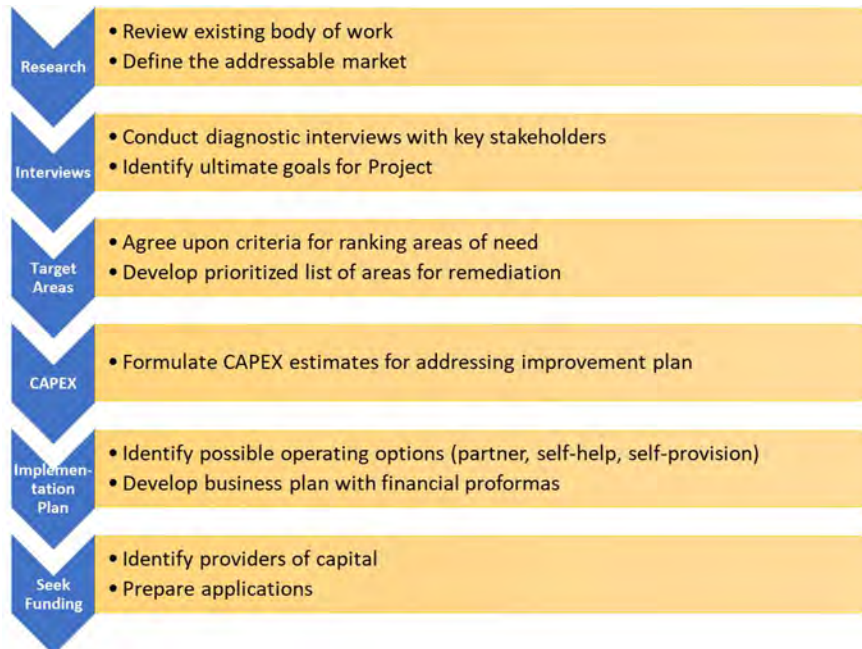 • Review existing body of work
• Define the addressable market
Research
• Conduct diagnostic interviews with key stakeholders
• Identify ultimate goals for Project
Interviews
• Agree upon criteria for ranking areas of need
• Develop prioritized list of areas for remediation
Target
Areas
• Formulate CAPEX estimates for addressing improvement plan
CAPEX
• Identify possible operating options (partner, self-help, self-provision)
• Develop business plan with financial proformas
Implemen-
tation
Plan
• Identify providers of capital
• Prepare applications
Seek
Funding